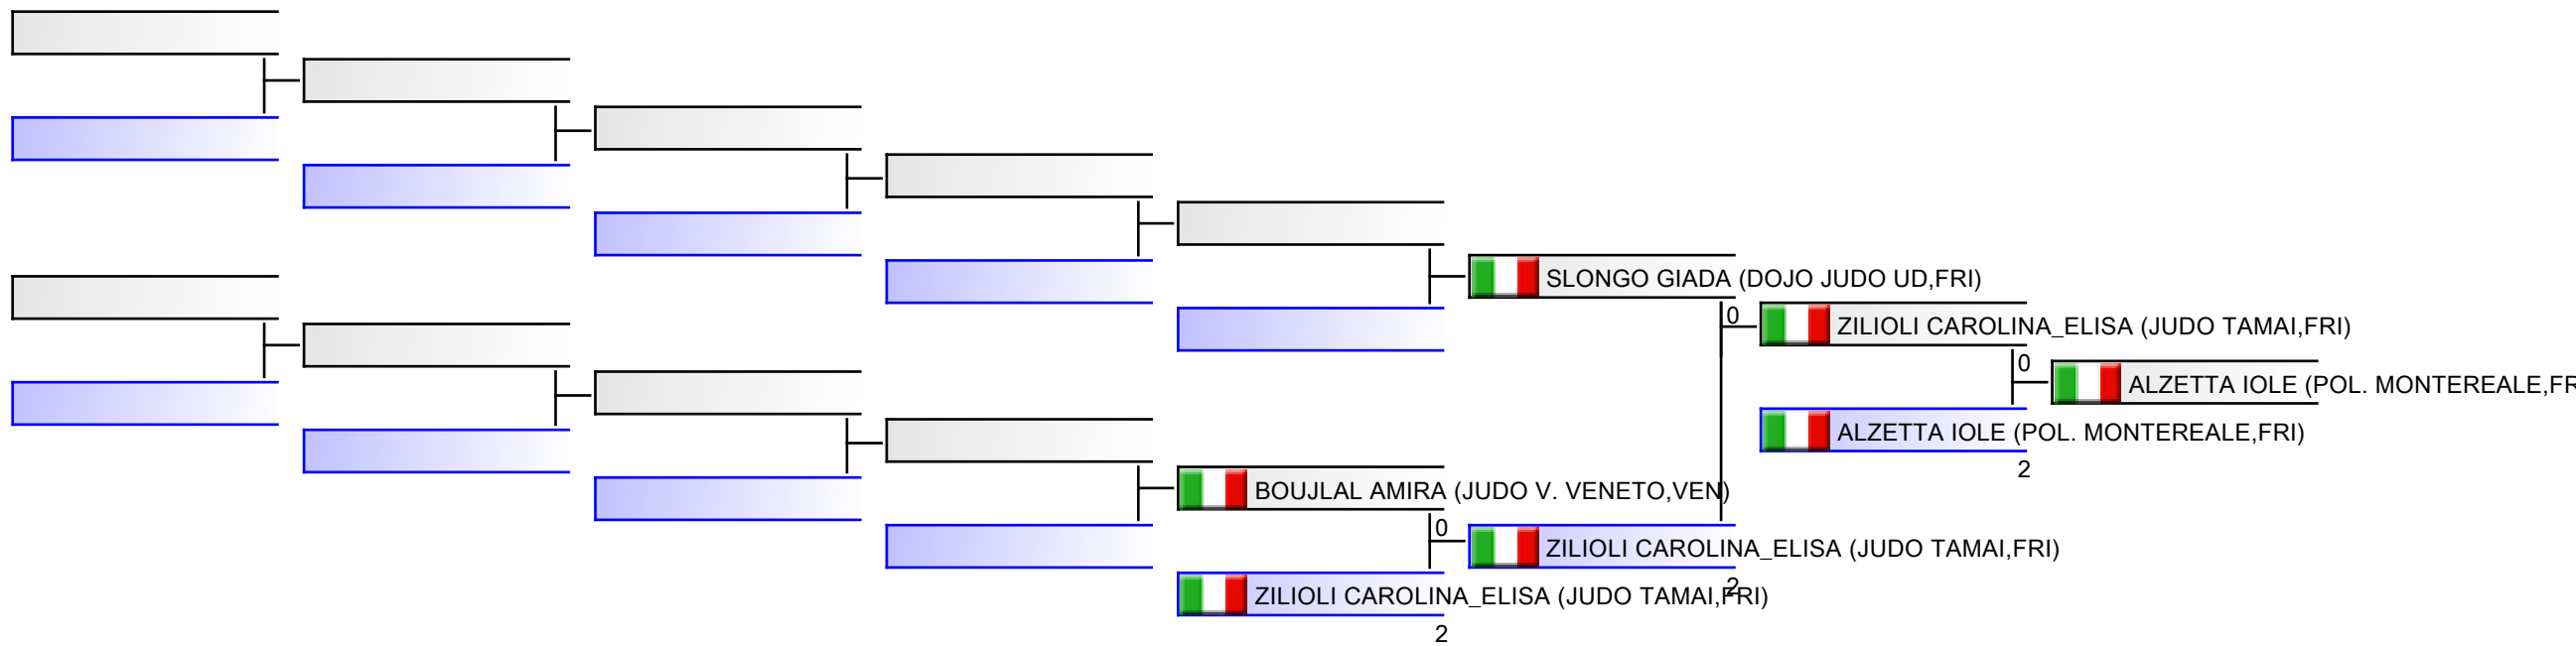 SLONGO GIADA (DOJO JUDO UD,FRI)
0
ZILIOLI CAROLINA_ELISA (JUDO TAMAI,FRI)
0
ALZETTA IOLE (POL. MONTEREALE,FR
ALZETTA IOLE (POL. MONTEREALE,FRI)
2
BOUJLAL AMIRA (JUDO V. VENETO,VEN)
0
ZILIOLI CAROLINA_ELISA (JUDO TAMAI,FRI)
2
ZILIOLI CAROLINA_ELISA (JUDO TAMAI,FRI)
2